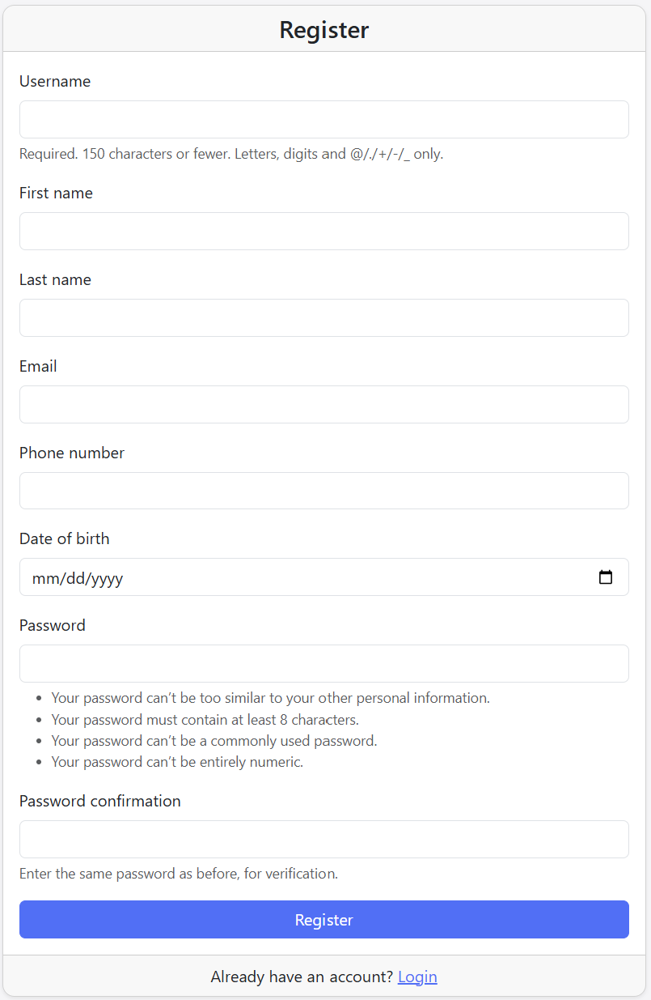 Register
Username
Required. 150 characters or fewer. Letters, digits and @/./+/-/_ only.
First name
Last name
Email
Phone number
Date of birth
mm/dd/yyyy
Password
• Your password can’t be too similar to your other personal information.
• Your password must contain at least 8 characters.
• Your password can’t be a commonly used password.
• Your password can’t be entirely numeric.
Password confirmation
Enter the same password as before, for verification.
Register
Already have an account? Login